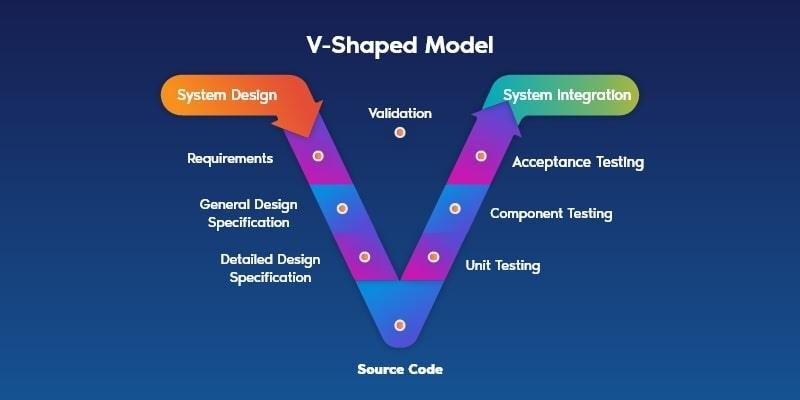 V-Shaped Model
System Design
System Integration
Validation
Requirements
Acceptance Testing
General Design
Specification
Component Testing
Detailed Design
Specification
Unit Testing
Source Code